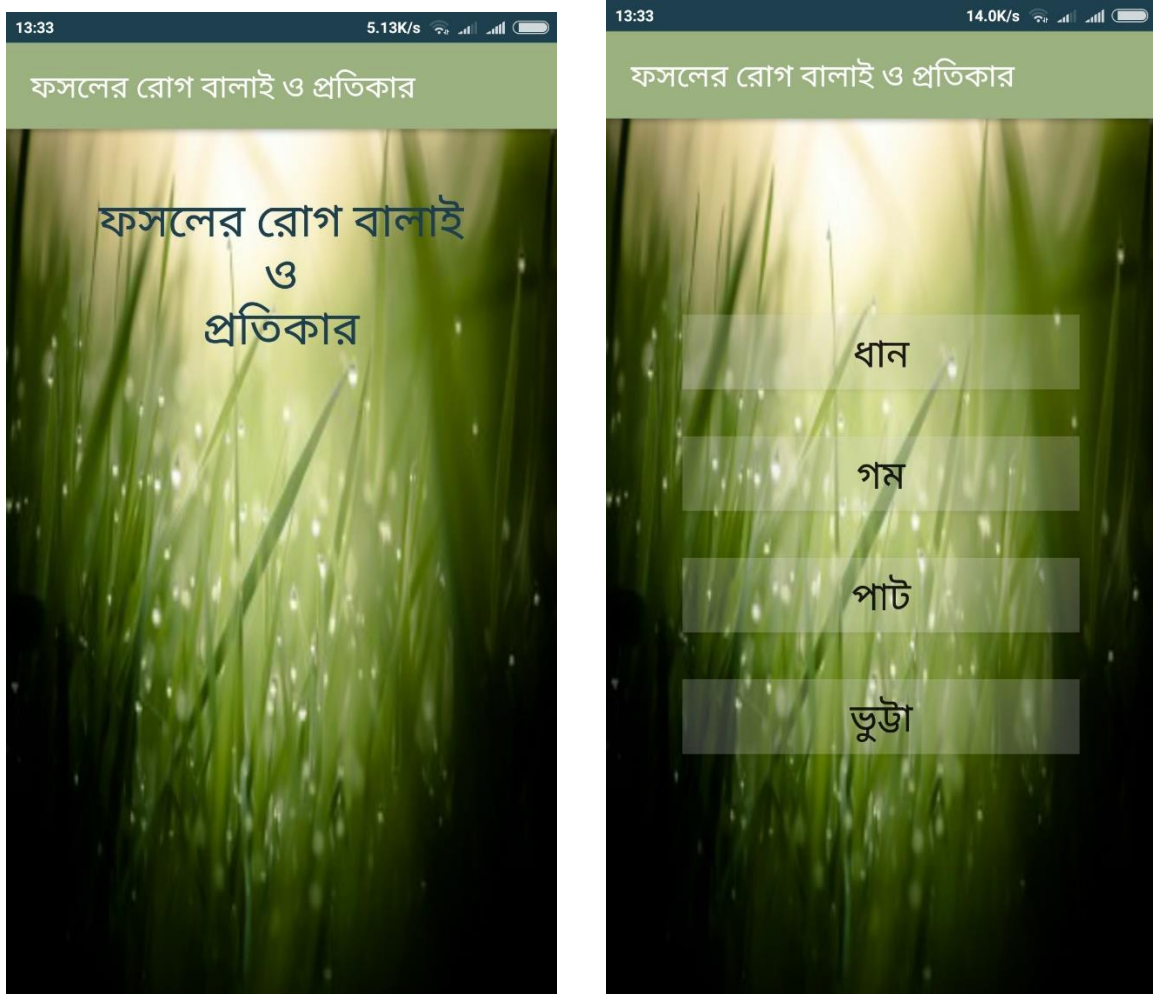 13:33 5.13K/s
ফসলের রোগ বালাই ও প্রতিকার
ফসলের রোগ বালাই
ও
প্রতিকার
13:33 14.0K/s
ফসলের রোগ বালাই ও প্রতিকার
ধান
গম
পাট
ভুট্টা